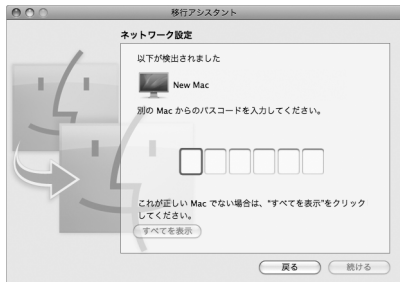 移行アシスタント
ネットワーク設定
以下が検出されました
New Mac
別の Mac からのパスコードを入力してください。
これが正しい Mac でない場合は、“すべてを表示”をクリック
してください。
すべてを表示
戻る
続ける